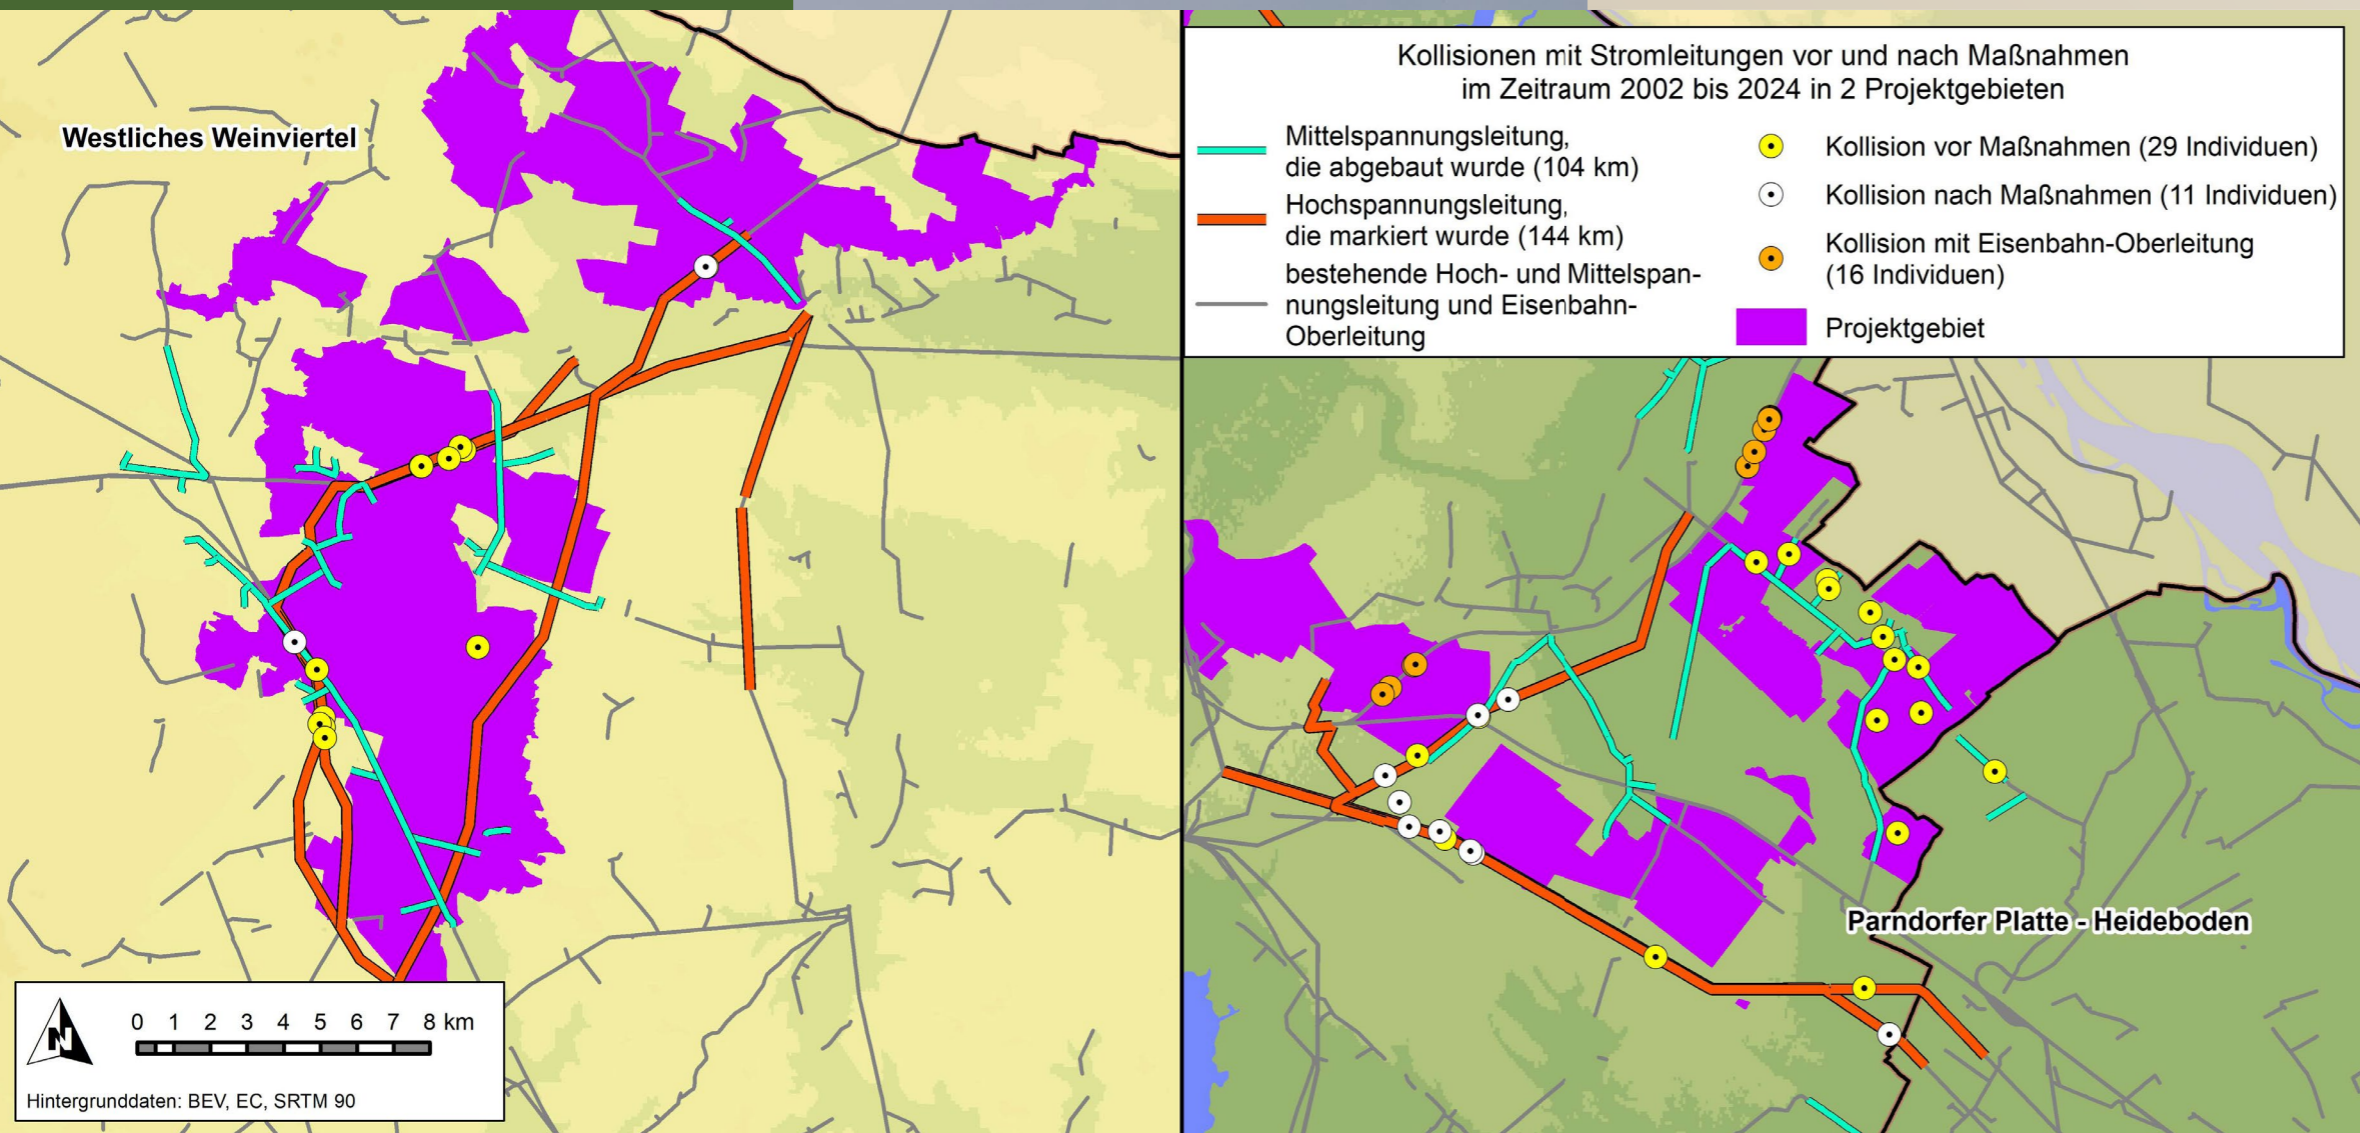 Westliches Weinviertel
Kollisionen mit Stromleitungen vor und nach Maßnahmen
im Zeitraum 2002 bis 2024 in 2 Projektgebieten
Mittelspannungsleitung,
die abgebaut wurde (104 km)
Hochspannungsleitung,
die markiert wurde (144 km)
bestehende Hoch- und Mittelspan-
nungsleitung und Eisenbahn-
Oberleitung
Kollision vor Maßnahmen (29 Individuen)
Kollision nach Maßnahmen (11 Individuen)
Kollision mit Eisenbahn-Oberleitung
(16 Individuen)
Projektgebiet
Parndorfer Platte - Heideboden
N
0 1 2 3 4 5 6 7 8 km
Hintergrunddaten: BEV, EC, SRTM 90